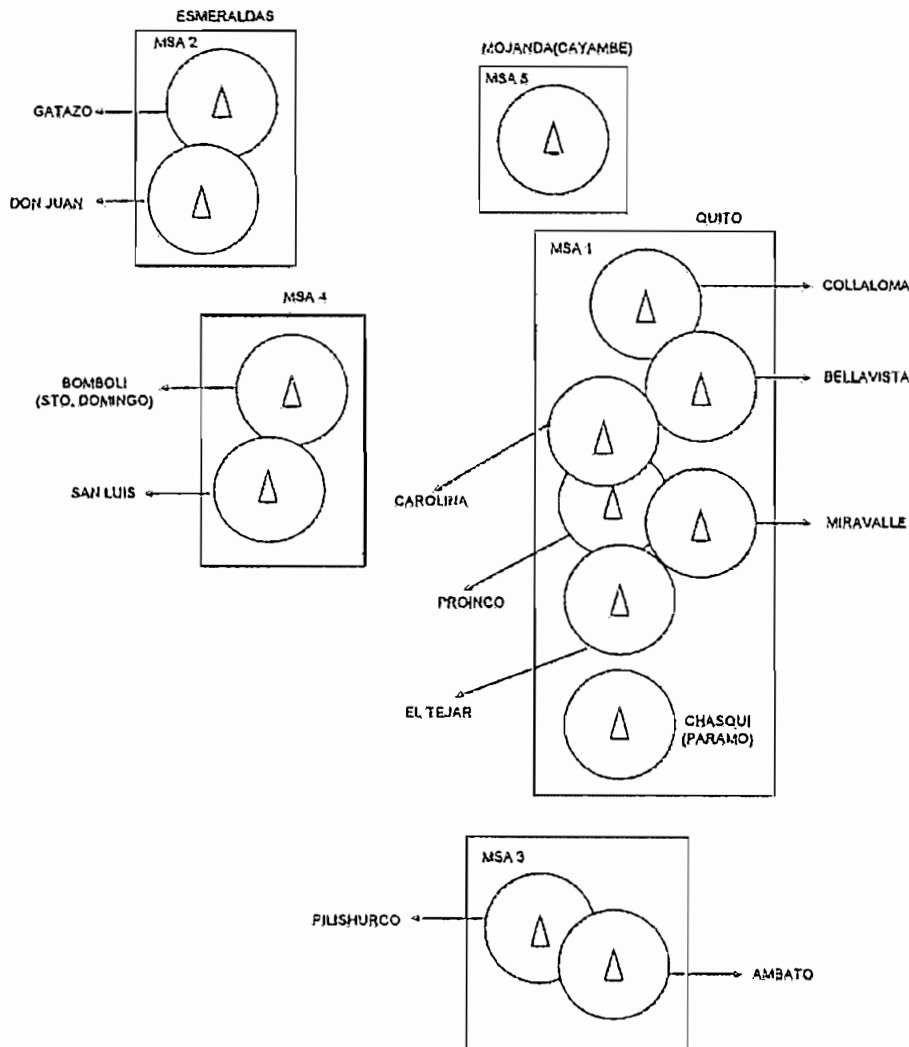 ESMERALDAS
MSA 2
GATAZO
DON JUAN
MOJANDA(CAYAMBE)
MSA 5
QUITO
MSA 1
COLLALOMA
BELLAVISTA
CAROLINA
MIRAVALLE
PROINCO
EL TEJAR
CHASQUI
(PARAMO)
MSA 4
BOMBOLI
(STO. DOMINGO)
SAN LUIS
MSA 3
PILISHURCO
AMBATO